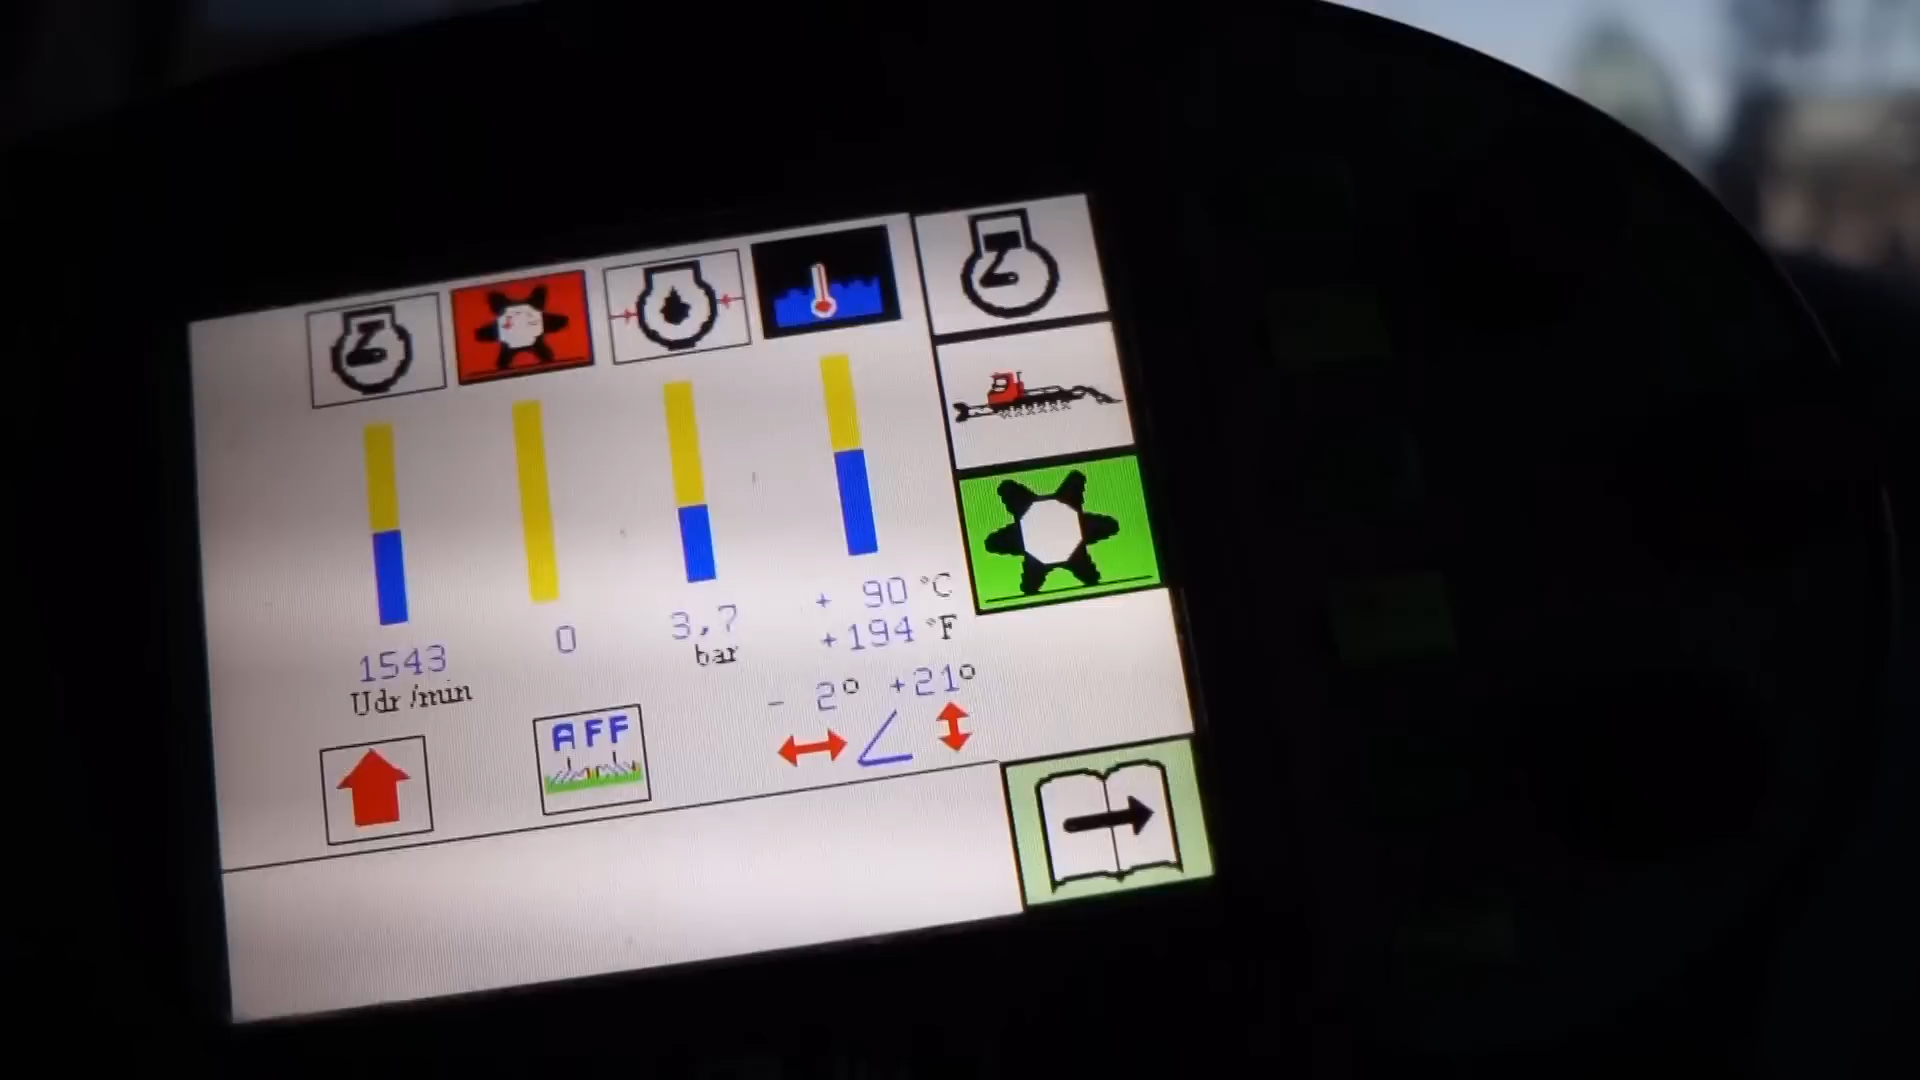 1543
Udr/min
0
3,7
bar
+ 90 °C
+194 °F
- 2° +21°
AFF